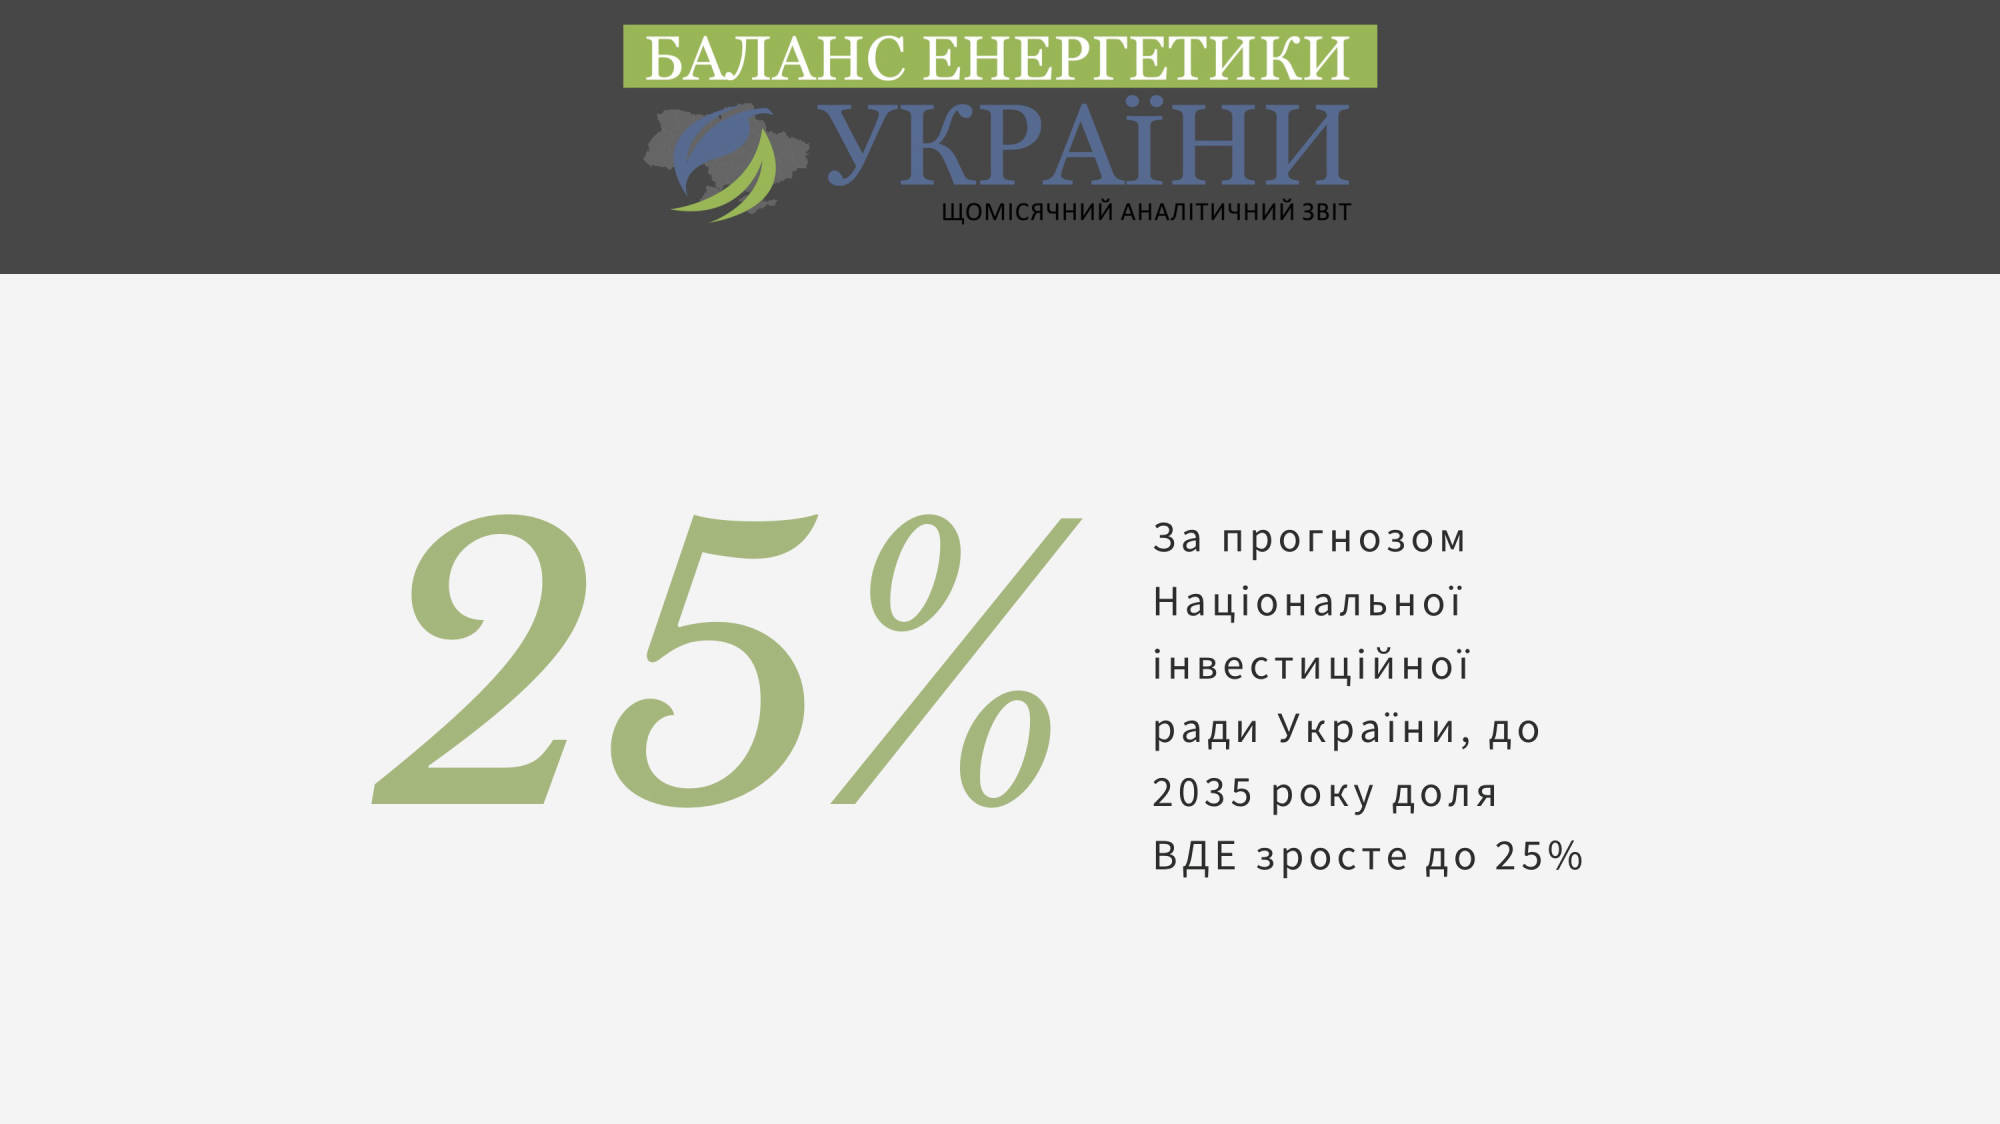 БАЛАНС ЕНЕРГЕТИКИ
УКРАЇНИ
ЩОМІСЯЧНИЙ АНАЛІТИЧНИЙ ЗВІТ
25%
За прогнозом
Національної
інвестиційної
ради України, до
2035 року доля
ВДЕ зросте до 25%